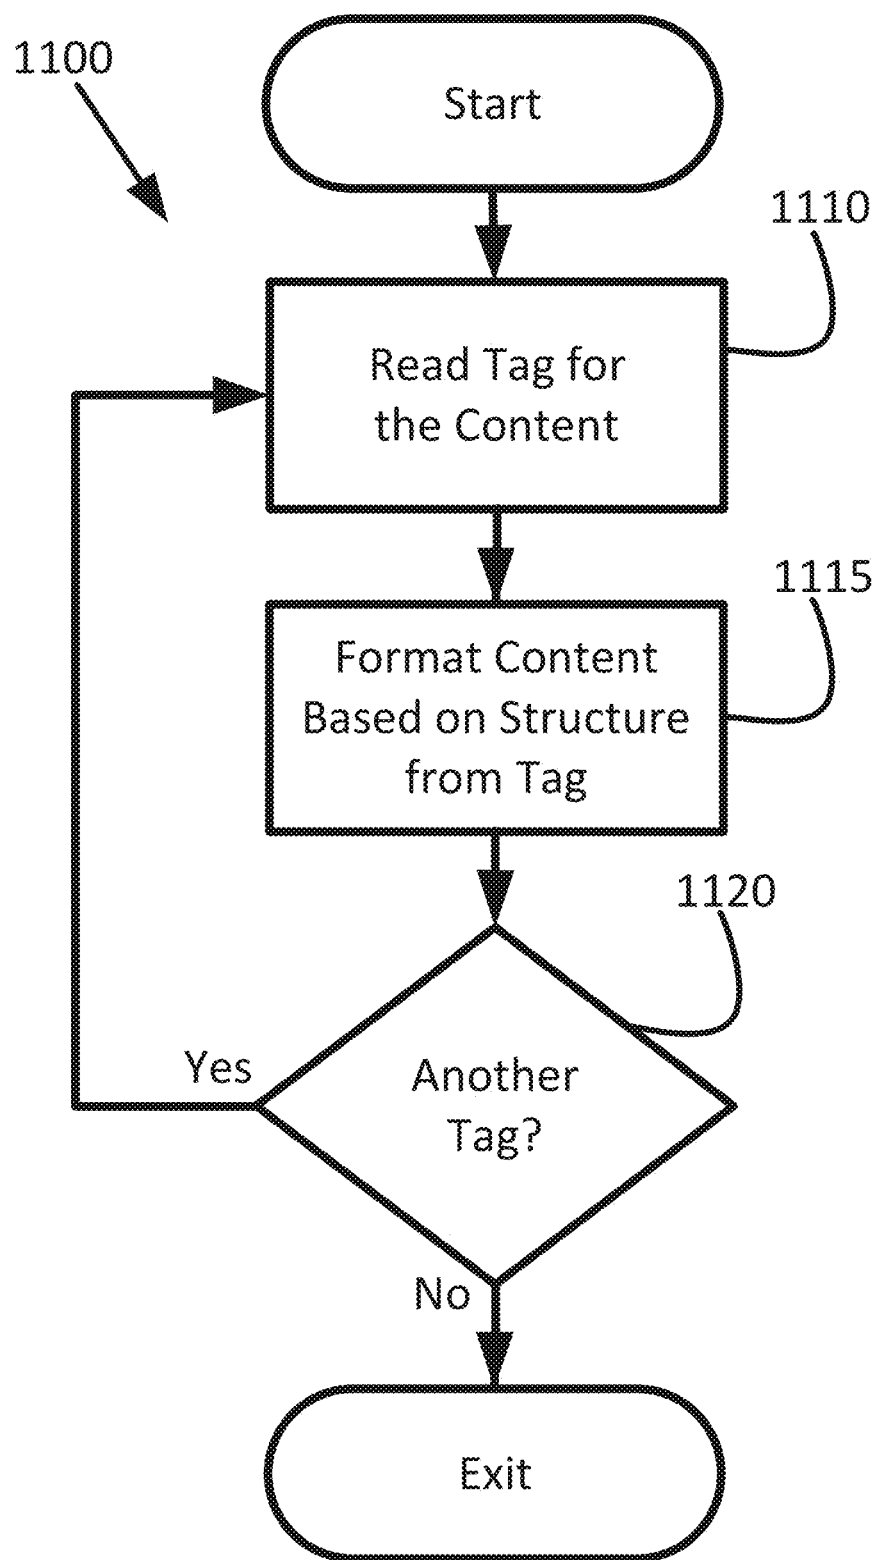 1100
Start
1110
Read Tag for
the Content
1115
Format Content
Based on Structure
from Tag
1120
Yes
Another
Tag?
No
Exit